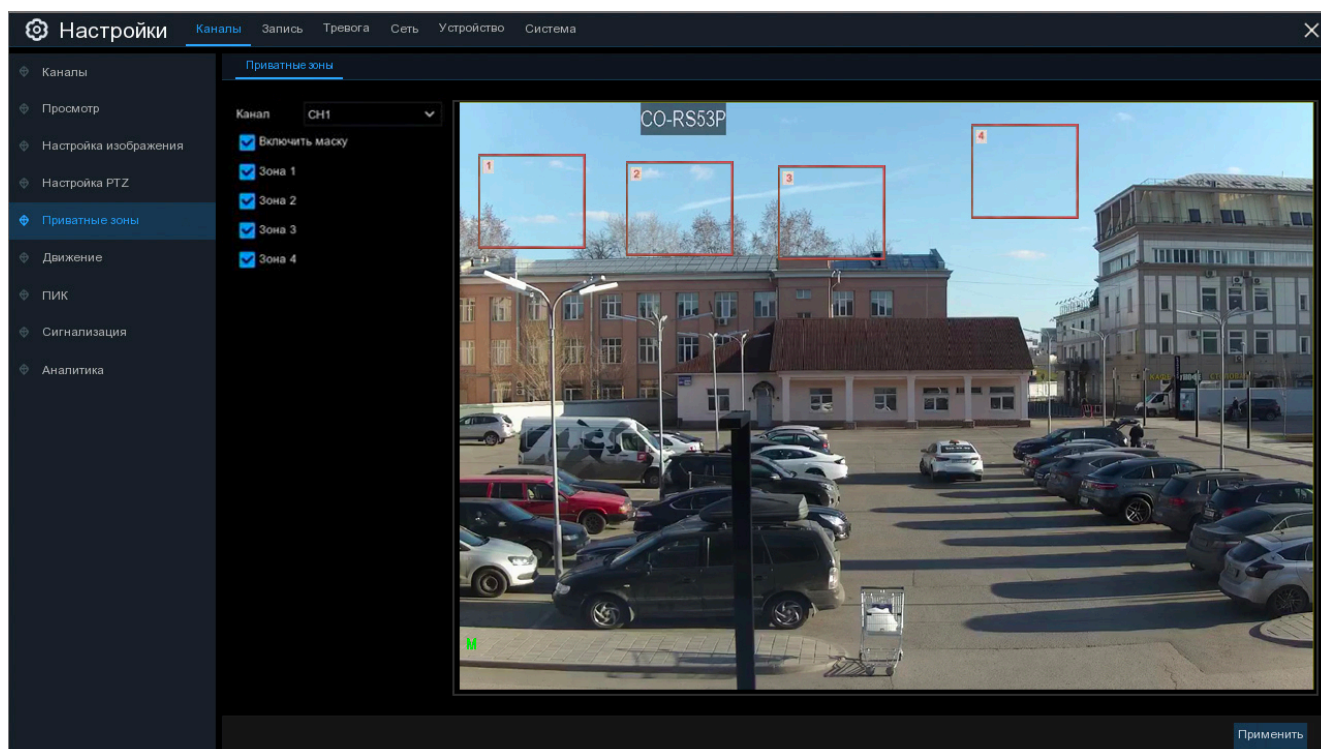 Настройки Каналы Запись Тревога Сеть Устройство Система
Каналы
Просмотр
Настройка изображения
Настройка PTZ
Приватные зоны
Движение
ПИК
Сигнализация
Аналитика
Приватные зоны
Канал CH1
Включить маску
Зона 1
Зона 2
Зона 3
Зона 4
CO-RS53P
1
2
3
4
M
Применить